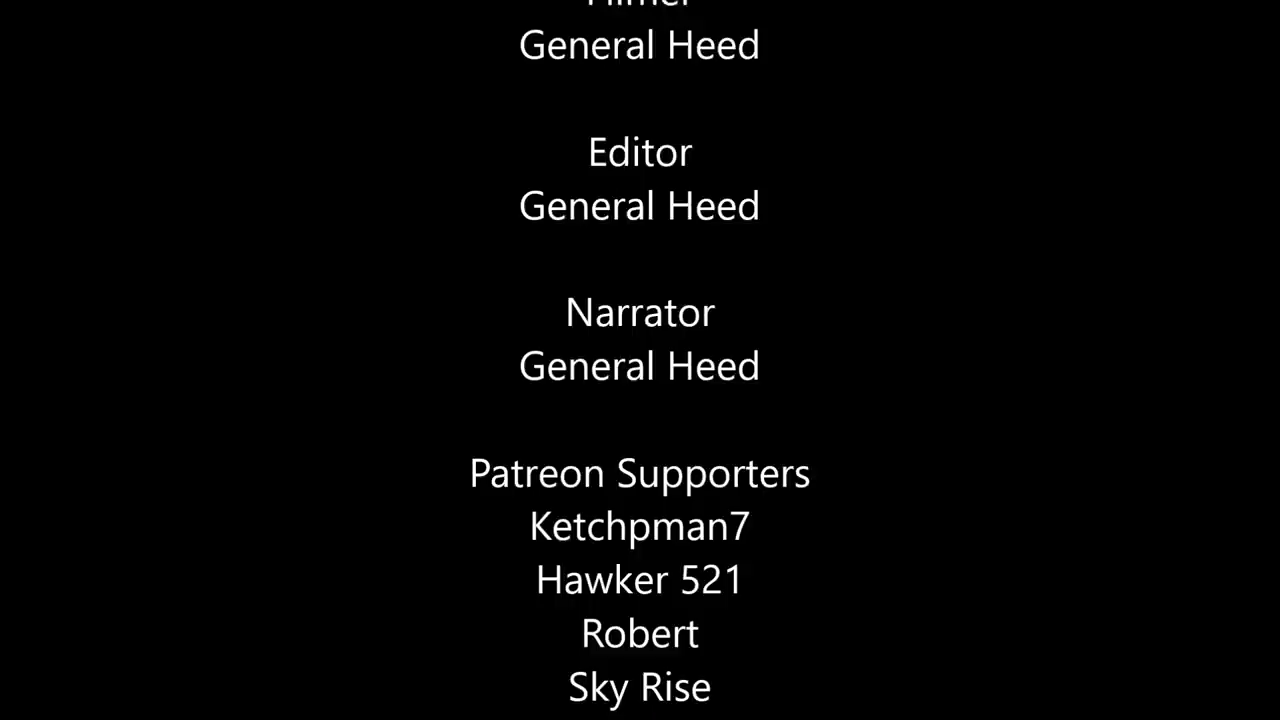 General Heed
Editor
General Heed
Narrator
General Heed
Patreon Supporters
Ketchpman7
Hawker 521
Robert
Sky Rise